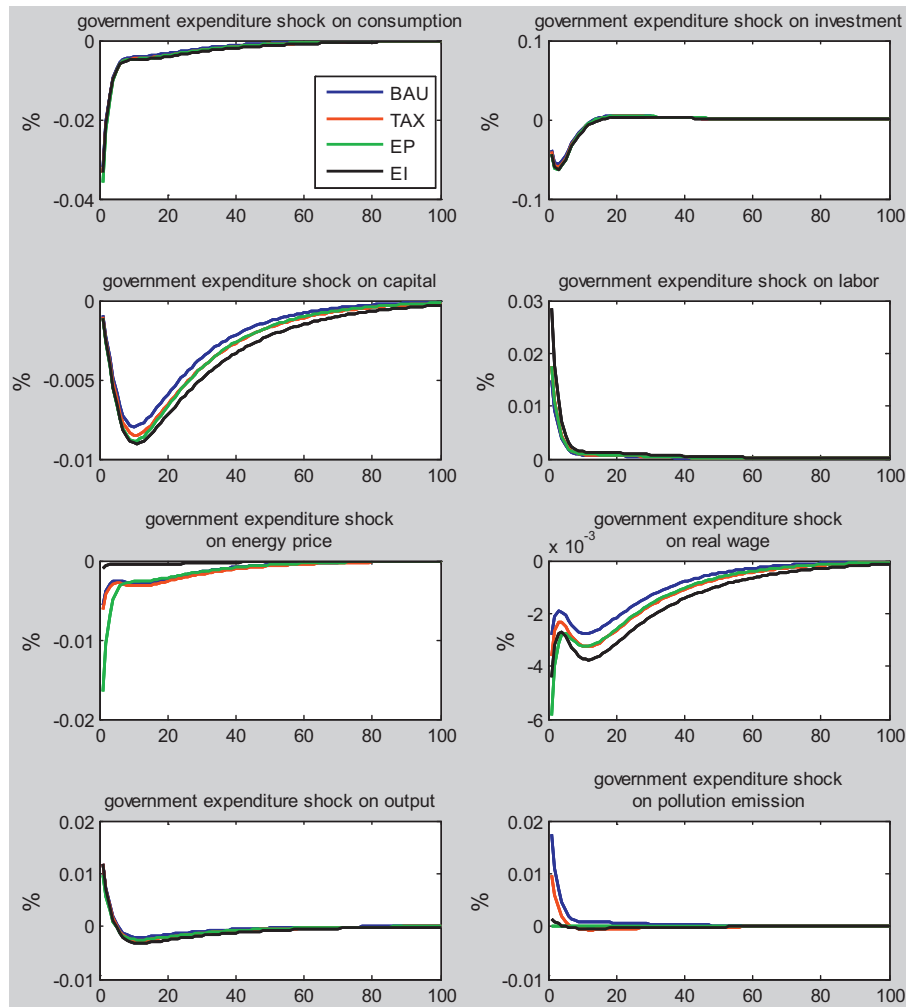 government expenditure shock on consumption
0
-0.02
-0.04
%
BAU
TAX
EP
EI
0 20 40 60 80 100
government expenditure shock on investment
0.1
0
-0.1
%
0 20 40 60 80 100
government expenditure shock on capital
0
-0.005
-0.01
%
0 20 40 60 80 100
government expenditure shock on labor
0.03
0.02
0.01
0
%
0 20 40 60 80 100
government expenditure shock
on energy price
0
-0.01
-0.02
%
0 20 40 60 80 100
government expenditure shock
on real wage
x 10⁻³
0
-2
-4
-6
%
0 20 40 60 80 100
government expenditure shock on output
0.02
0.01
0
-0.01
%
0 20 40 60 80 100
government expenditure shock
on pollution emission
0.02
0.01
0
-0.01
%
0 20 40 60 80 100